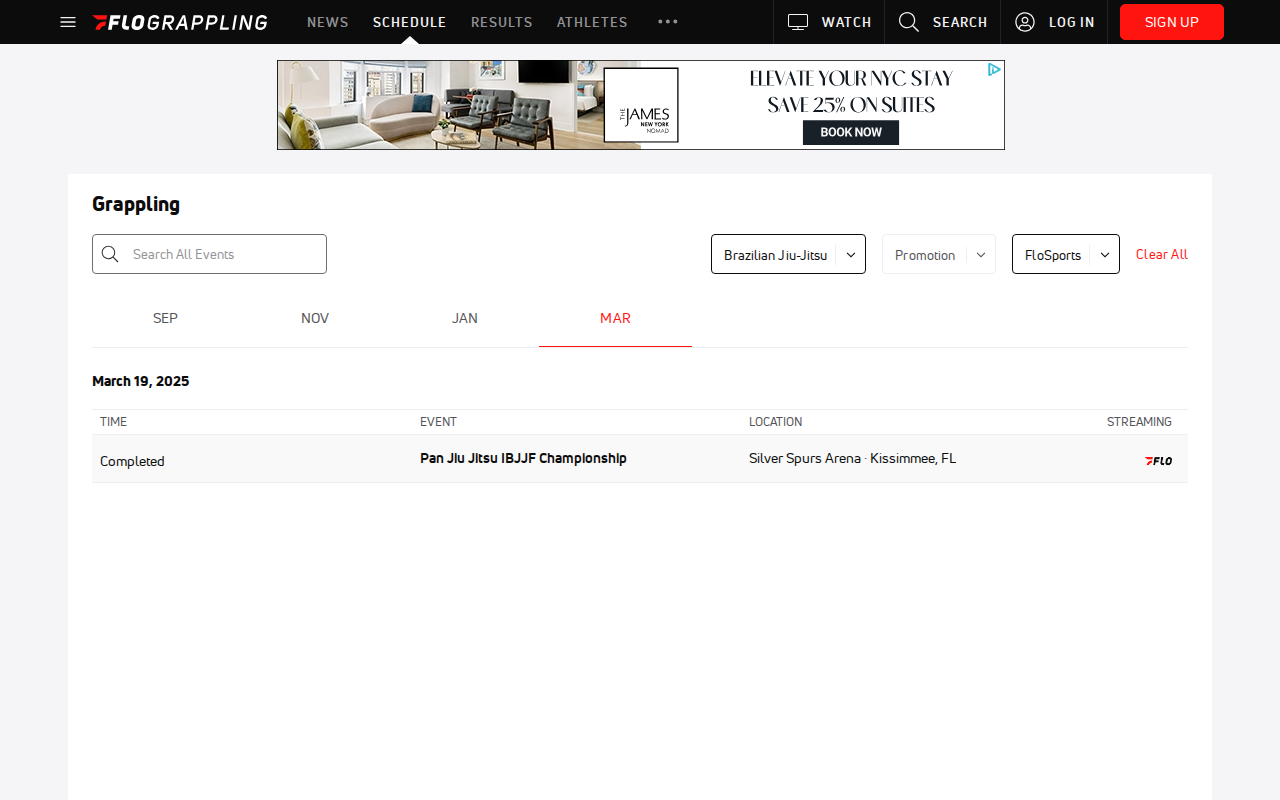 FLOGRAPPLING NEWS SCHEDULE RESULTS ATHLETES WATCH SEARCH LOG IN SIGN UP
THE JAMES
NEW YORK
NOMAD
ELEVATE YOUR NYC STAY
SAVE 25% ON SUITES
BOOK NOW
Grappling
Search All Events Brazilian Jiu-Jitsu Promotion FloSports Clear All
SEP NOV JAN MAR
March 19, 2025
TIME EVENT LOCATION STREAMING
Completed Pan Jiu Jitsu IBJJF Championship Silver Spurs Arena · Kissimmee, FL FLO